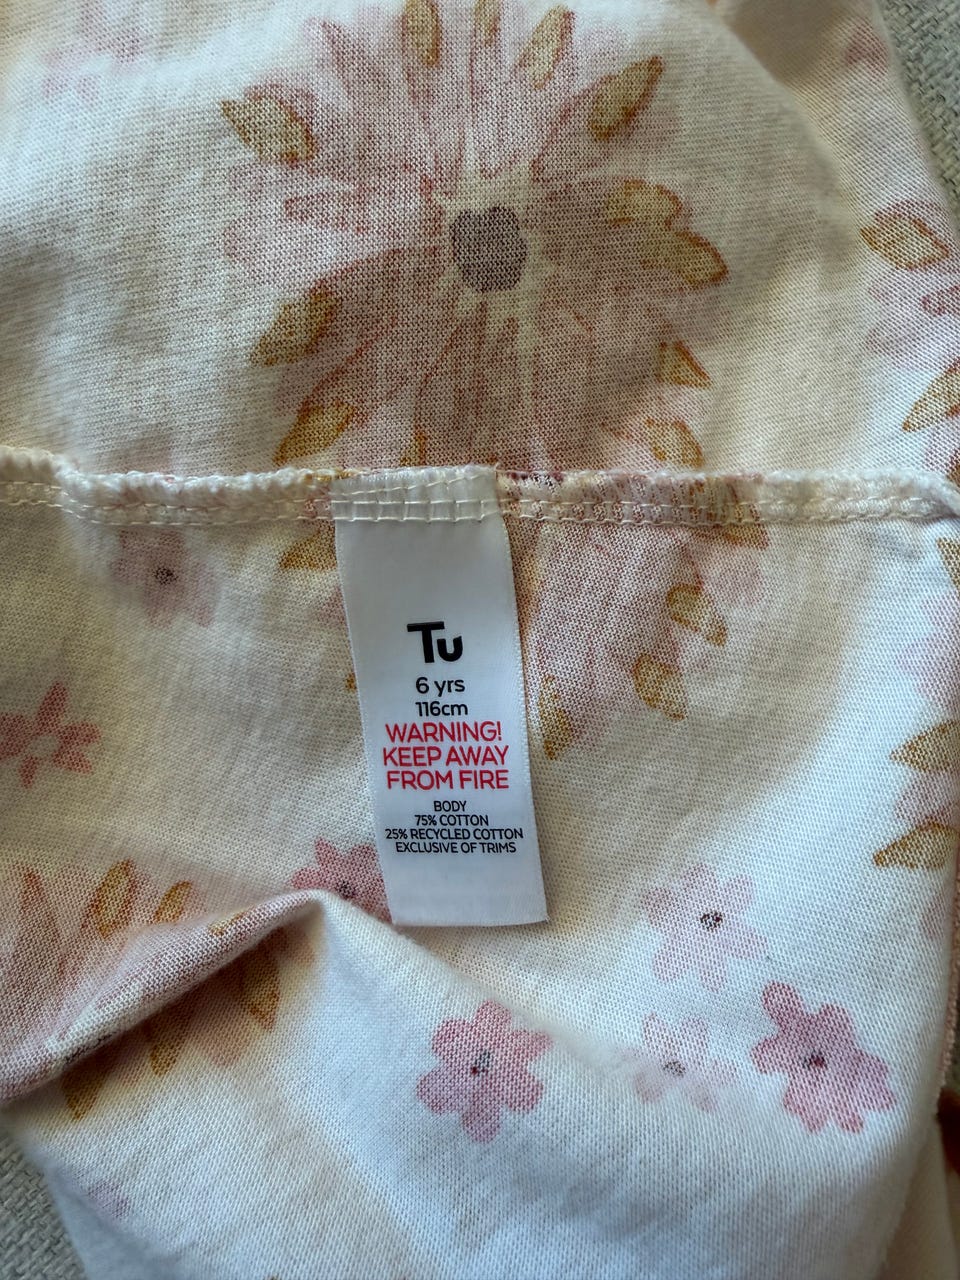 Tu
6 yrs
116cm
WARNING!
KEEP AWAY
FROM FIRE
BODY
75% COTTON
25% RECYCLED COTTON
EXCLUSIVE OF TRIMS